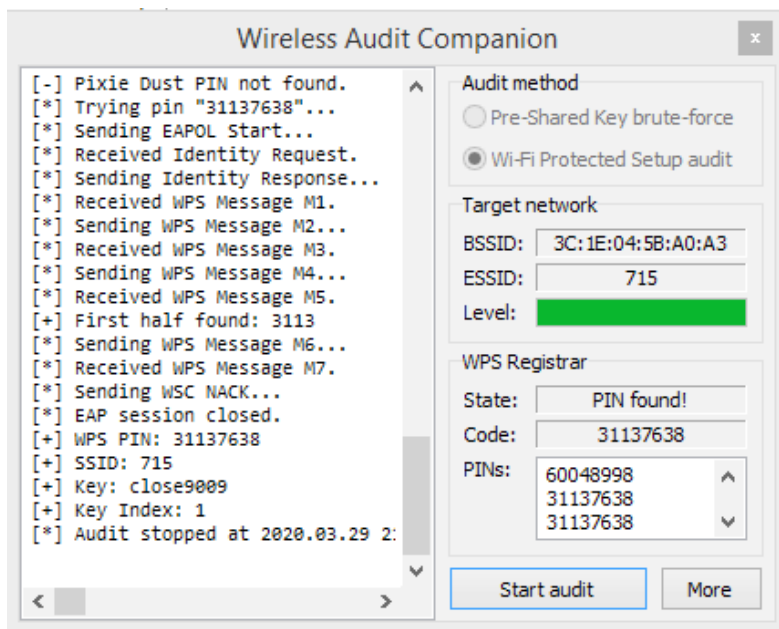 Wireless Audit Companion
x
[-] Pixie Dust PIN not found.
[*] Trying pin "31137638"...
[*] Sending EAPOL Start...
[*] Received Identity Request.
[*] Sending Identity Response...
[*] Received WPS Message M1.
[*] Sending WPS Message M2...
[*] Received WPS Message M3.
[*] Sending WPS Message M4...
[*] Received WPS Message M5.
[+] First half found: 3113
[*] Sending WPS Message M6...
[*] Received WPS Message M7.
[*] Sending WSC NACK...
[*] EAP session closed.
[+] WPS PIN: 31137638
[+] SSID: 715
[+] Key: close9009
[+] Key Index: 1
[*] Audit stopped at 2020.03.29 2
Audit method
Pre-Shared Key brute-force
Wi-Fi Protected Setup audit
Target network
BSSID: 3C:1E:04:5B:A0:A3
ESSID: 715
Level:
WPS Registrar
State: PIN found!
Code: 31137638
PINs: 60048998
31137638
31137638
Start audit More